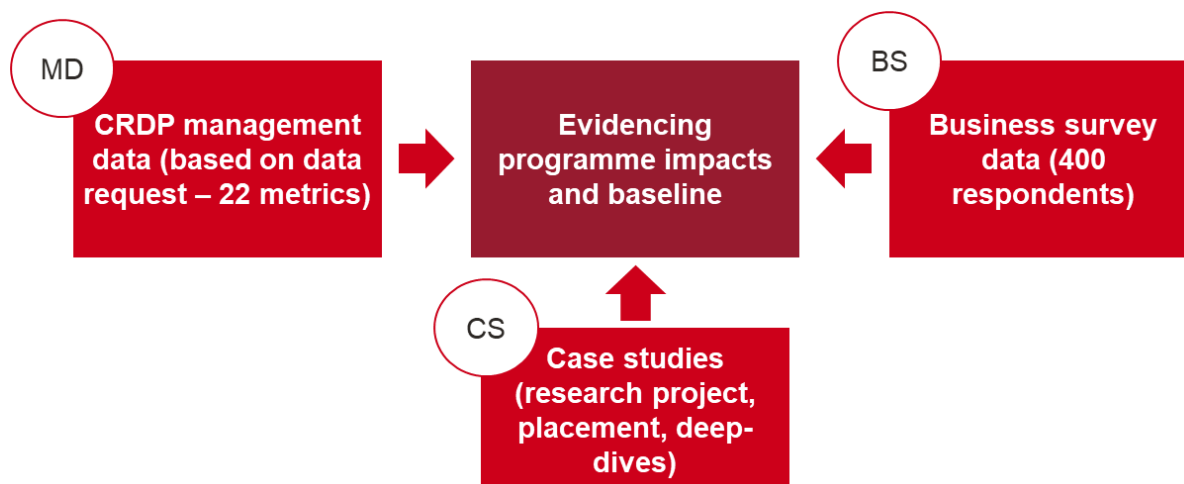 MD
CRDP management
data (based on data
request – 22 metrics)
Evidencing
programme impacts
and baseline
BS
Business survey
data (400
respondents)
CS
Case studies
(research project,
placement, deep-
dives)